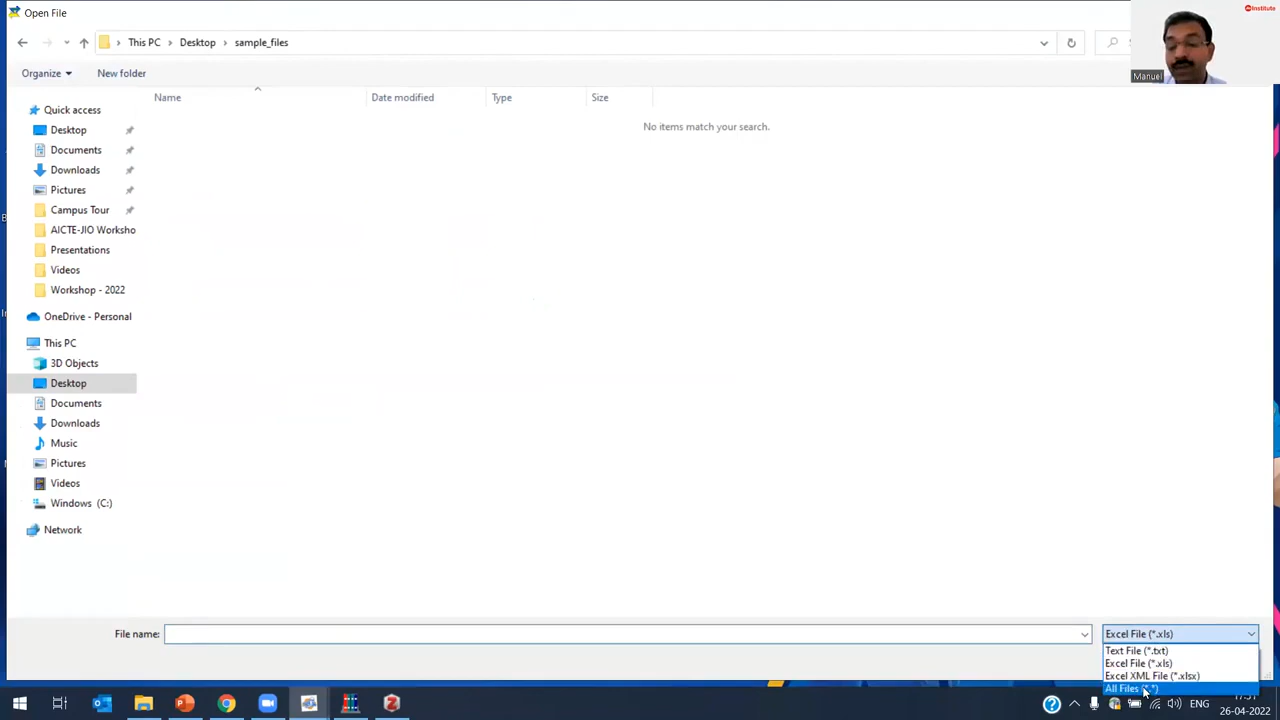 Open File
Institute
Manuel
This PC
Desktop
sample_files
Organize
New folder
Name
Date modified
Type
Size
No items match your search.
Quick access
Desktop
Documents
Downloads
Pictures
Campus Tour
AICTE-JIO Worksho
Presentations
Videos
Workshop - 2022
OneDrive - Personal
This PC
3D Objects
Desktop
Documents
Downloads
Music
Pictures
Videos
Windows (C:)
Network
File name:
Excel File (*.xls)
Text File (*.txt)
Excel File (*.xls)
Excel XML File (*.xlsx)
All Files (*.*)
ENG
26-04-2022